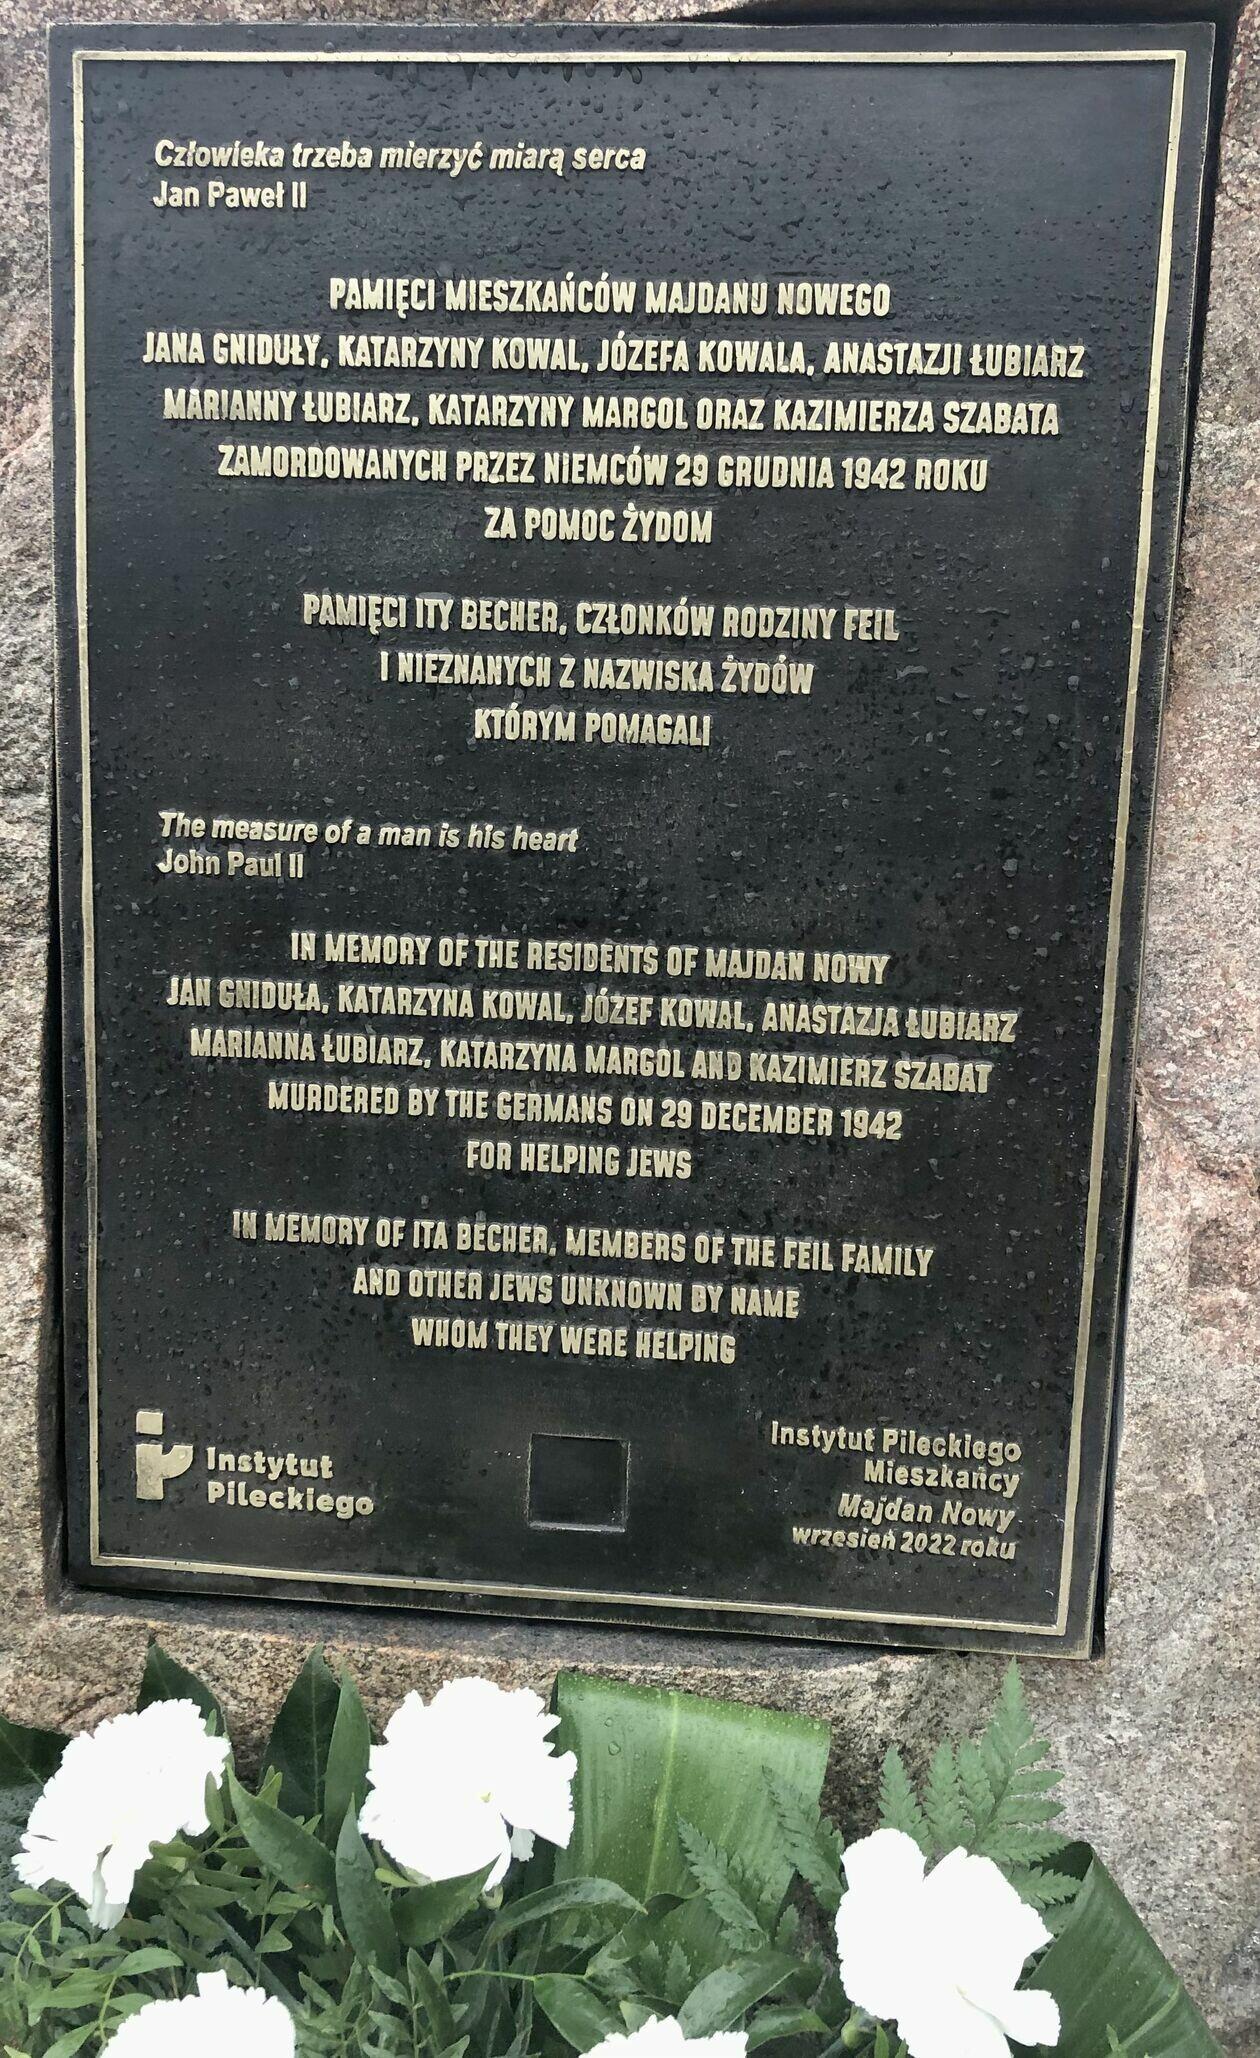 Człowieka trzeba mierzyć miarą serca
Jan Paweł II
PAMIĘCI MIESZKAŃCÓW MAJDANU NOWEGO
JANA GNIDUŁY, KATARZYNY KOWAL, JÓZEFA KOWALA, ANASTAZJI ŁUBIARZ
MARIANNY ŁUBIARZ, KATARZYNY MARGOL ORAZ KAZIMIERZA SZABATA
ZAMORDOWANYCH PRZEZ NIEMCÓW 29 GRUDNIA 1942 ROKU
ZA POMOC ŻYDOM
PAMIĘCI ITY BECHER, CZŁONKÓW RODZINY FEIL
I NIEZNANYCH Z NAZWISKA ŻYDÓW
KTÓRYM POMAGALI
The measure of a man is his heart
John Paul II
IN MEMORY OF THE RESIDENTS OF MAJDAN NOWY
JAN GNIDUŁA, KATARZYNA KOWAL, JÓZEF KOWAL, ANASTAZJA ŁUBIARZ
MARIANNA ŁUBIARZ, KATARZYNA MARGOL AND KAZIMIERZ SZABAT
MURDERED BY THE GERMANS ON 29 DECEMBER 1942
FOR HELPING JEWS
IN MEMORY OF ITA BECHER, MEMBERS OF THE FEIL FAMILY
AND OTHER JEWS UNKNOWN BY NAME
WHOM THEY WERE HELPING
Instytut
Pileckiego
Instytut Pileckiego
Mieszkańcy
Majdan Nowy
wrzesień 2022 roku